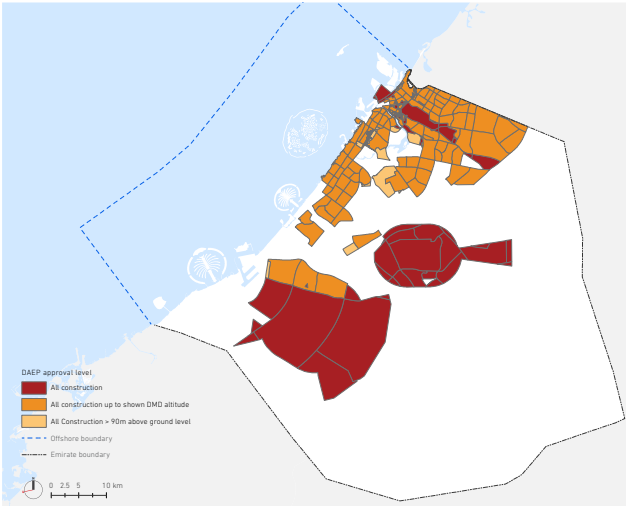 DAEP approval level
All construction
All construction up to shown DMD altitude
All Construction > 90m above ground level
Offshore boundary
Emirate boundary
0 2.5 5 10 km